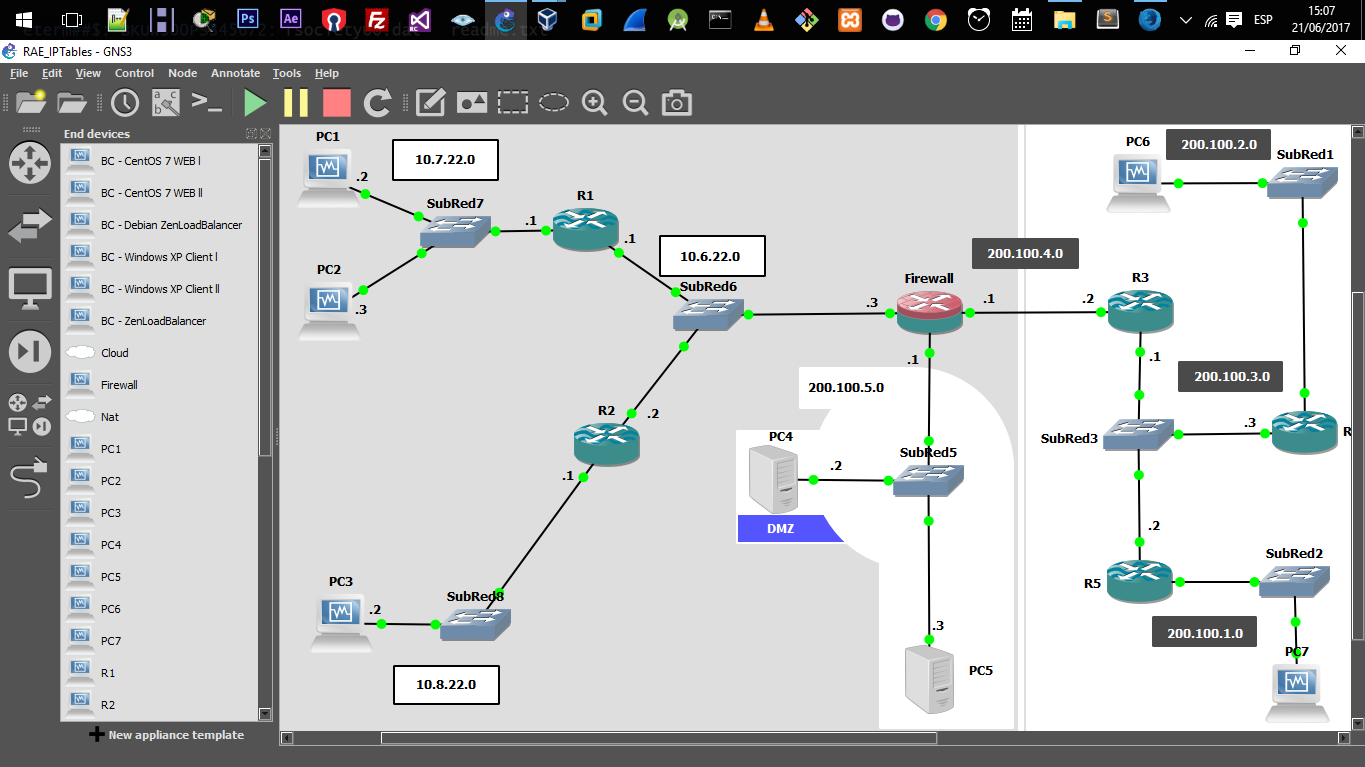 Ps
Ae
Fz
RC
S
ESP
15:07
21/06/2017
RAE_IPTables - GNS3
File Edit View Control Node Annotate Tools Help
End devices
BC - CentOS 7 WEB I
BC - CentOS 7 WEB II
BC - Debian ZenLoadBalancer
BC - Windows XP Client I
BC - Windows XP Client II
BC - ZenLoadBalancer
Cloud
Firewall
Nat
PC1
PC2
PC3
PC4
PC5
PC6
PC7
R1
R2
New appliance template
PC1
10.7.22.0
.2
SubRed7
R1
.1
.1
PC2
.3
10.6.22.0
SubRed6
.3
Firewall
.1
.1
200.100.4.0
.2
R3
.1
PC6
200.100.2.0
SubRed1
200.100.3.0
SubRed3
.3
R
.2
R5
SubRed2
200.100.1.0
PC7
R2
.2
.1
200.100.5.0
PC4
.2
SubRed5
DMZ
.3
PC5
PC3
.2
SubRed8
10.8.22.0